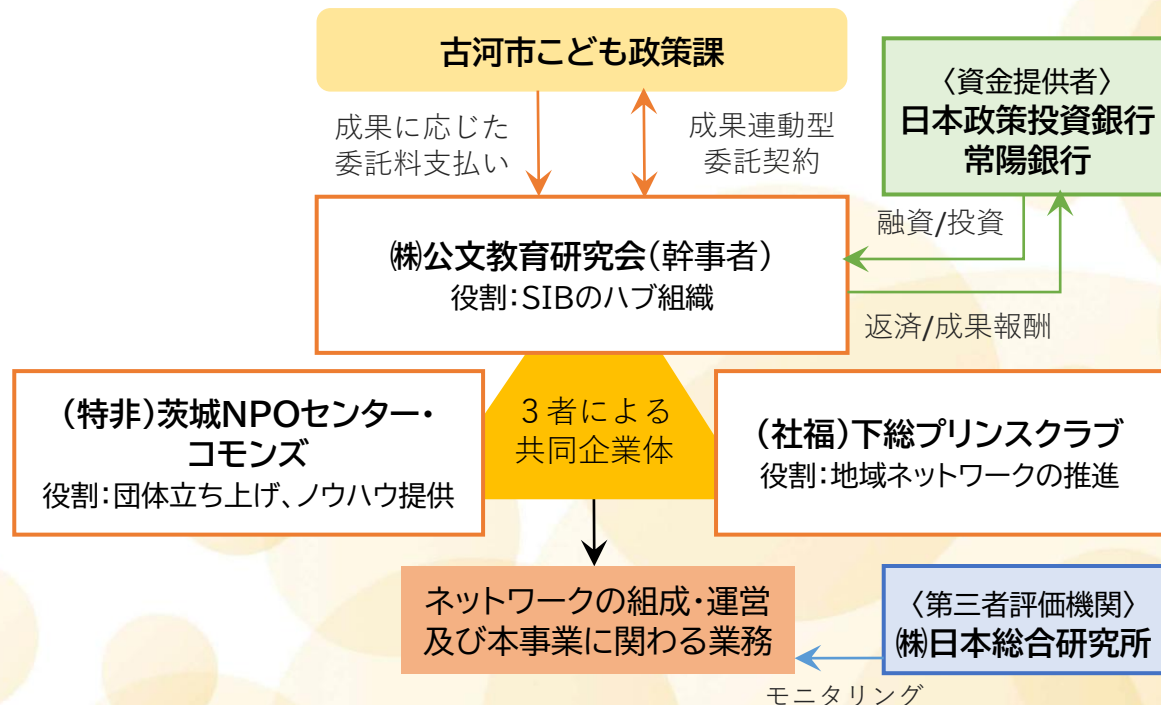 古河市こども政策課
成果に応じた
委託料支払い
成果連動型
委託契約
〈資金提供者〉
日本政策投資銀行
常陽銀行
融資/投資
㈱公文教育研究会(幹事者)
役割:SIBのハブ組織
返済/成果報酬
(特非)茨城NPOセンター・
コモンズ
役割:団体立ち上げ、ノウハウ提供
3者による
共同企業体
(社福)下総プリンスクラブ
役割:地域ネットワークの推進
ネットワークの組成・運営
及び本事業に関わる業務
〈第三者評価機関〉
㈱日本総合研究所
モニタリング